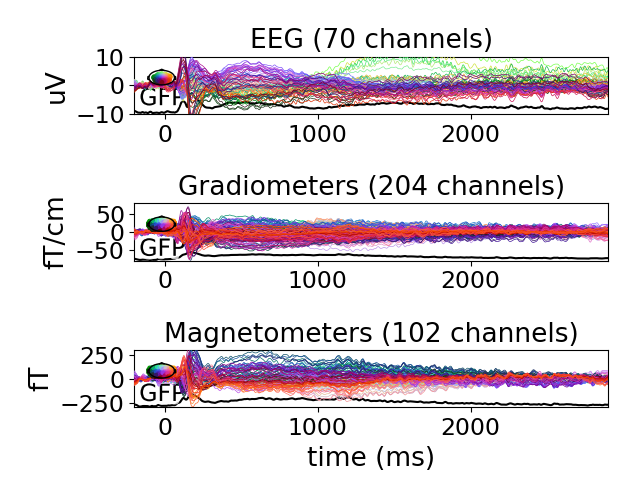 EEG (70 channels)
10
0
−10
uV
GFP
0
1000
2000
Gradiometers (204 channels)
50
0
−50
fT/cm
GFP
0
1000
2000
Magnetometers (102 channels)
250
0
−250
fT
GFP
0
1000
2000
time (ms)